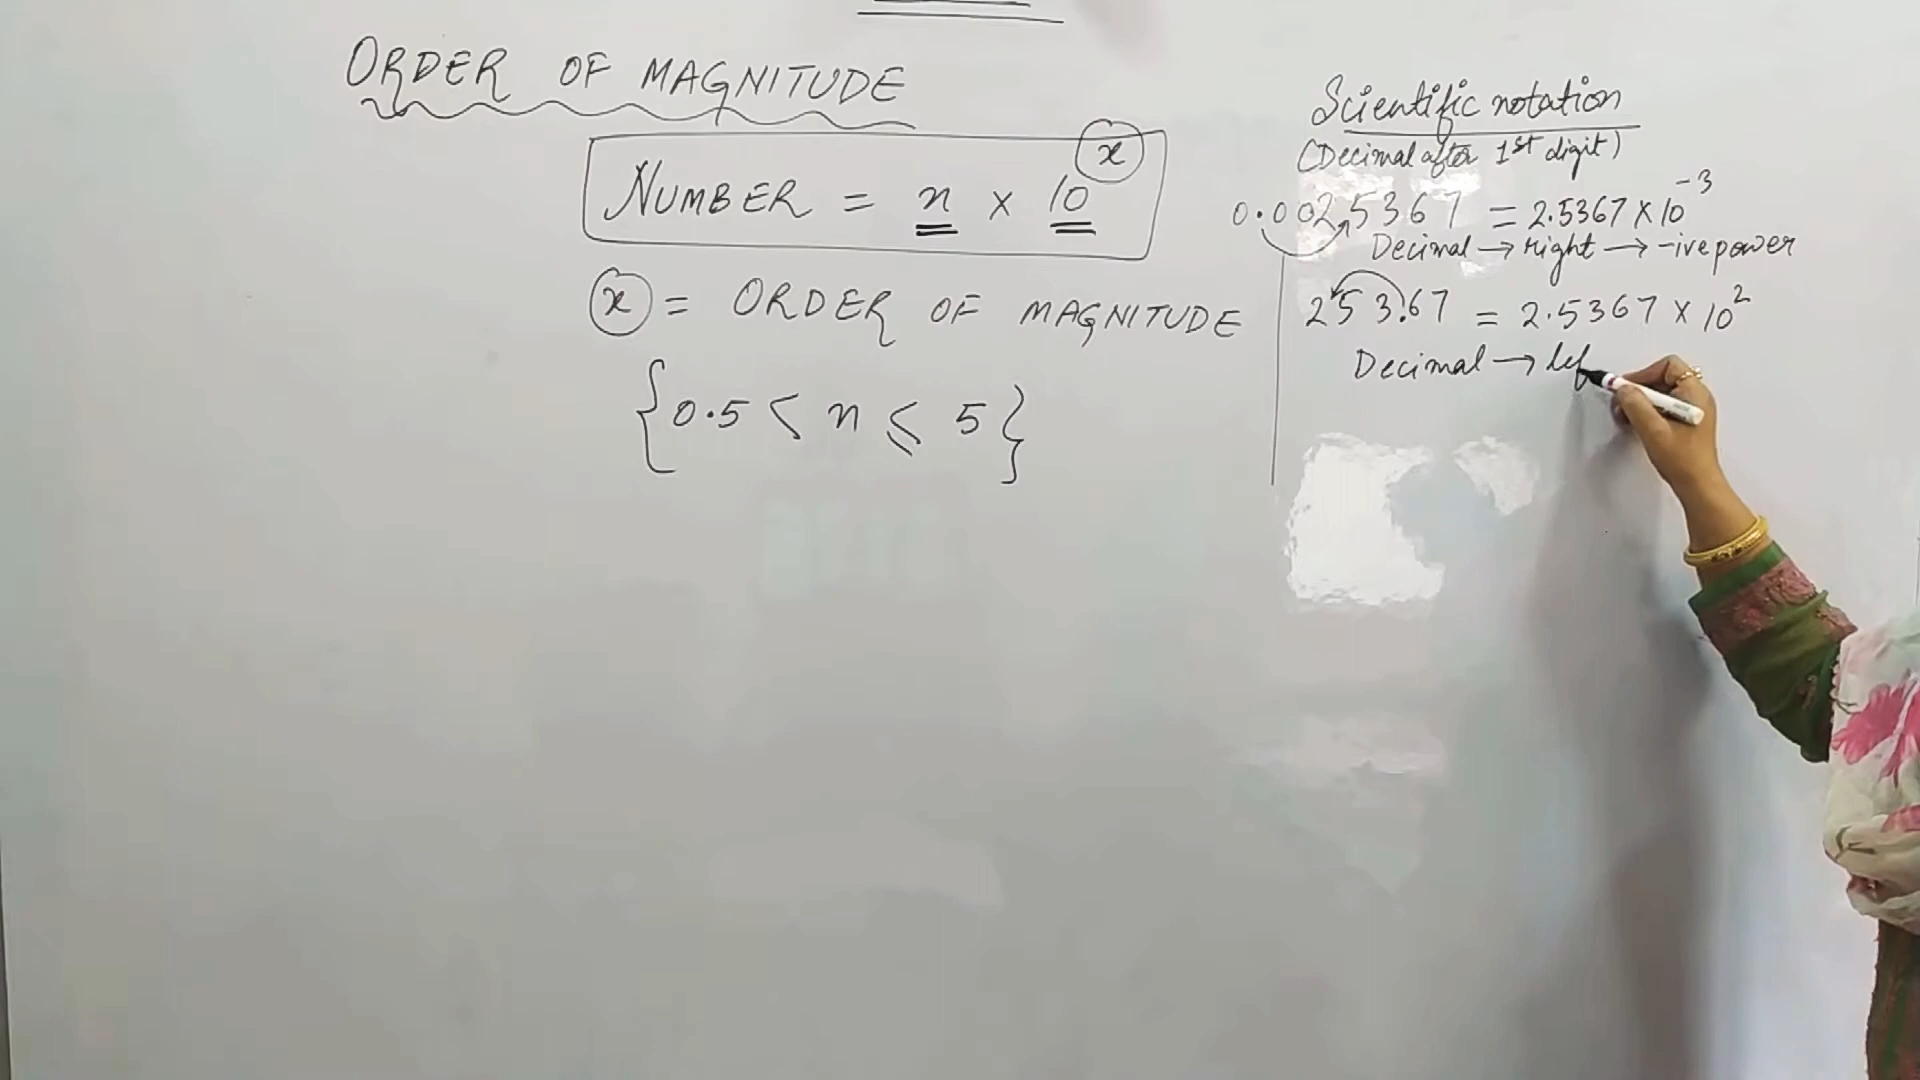 ORDER OF MAGNITUDE
NUMBER = n × 10^x
x = ORDER OF MAGNITUDE
{0.5 < n ≤ 5}
Scientific notation
(Decimal after 1st digit)
0.0025367 = 2.5367 × 10^-3
Decimal → right → -ive power
253.67 = 2.5367 × 10^2
Decimal → lef